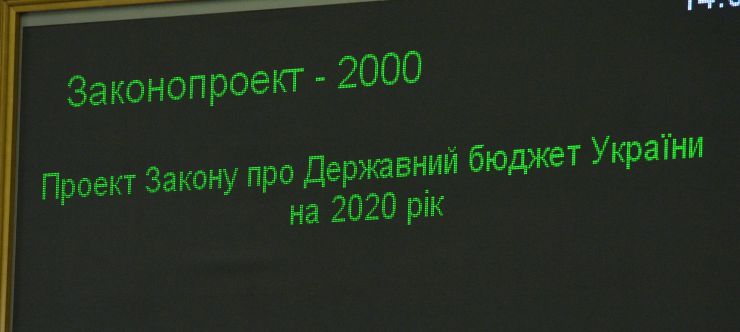 Законопроект - 2000
Проект Закону про Державний бюджет України
на 2020 рік